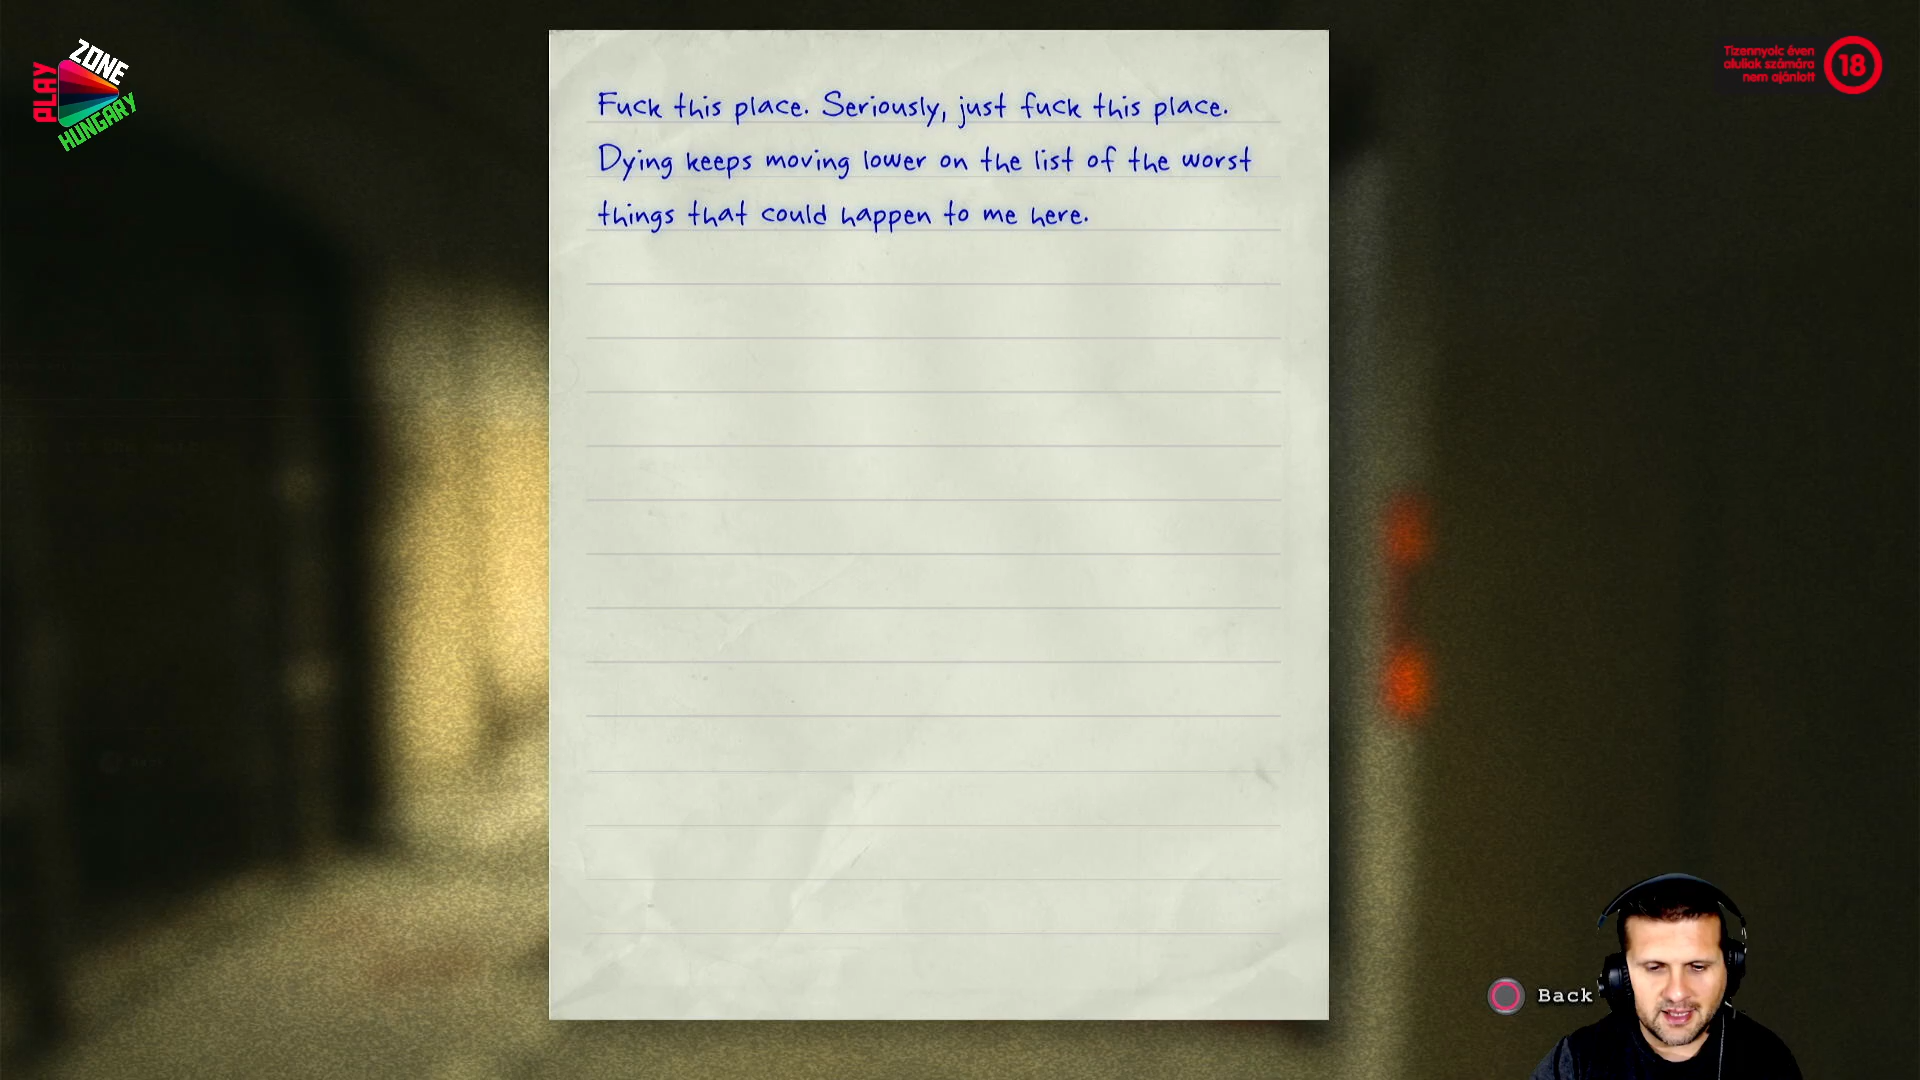 PLAY
ZONE
HUNGARY
Tizennyolc éven
aluliak számára
nem ajánlott
18
Fuck this place. Seriously, just fuck this place.
Dying keeps moving lower on the list of the worst
things that could happen to me here.
Back